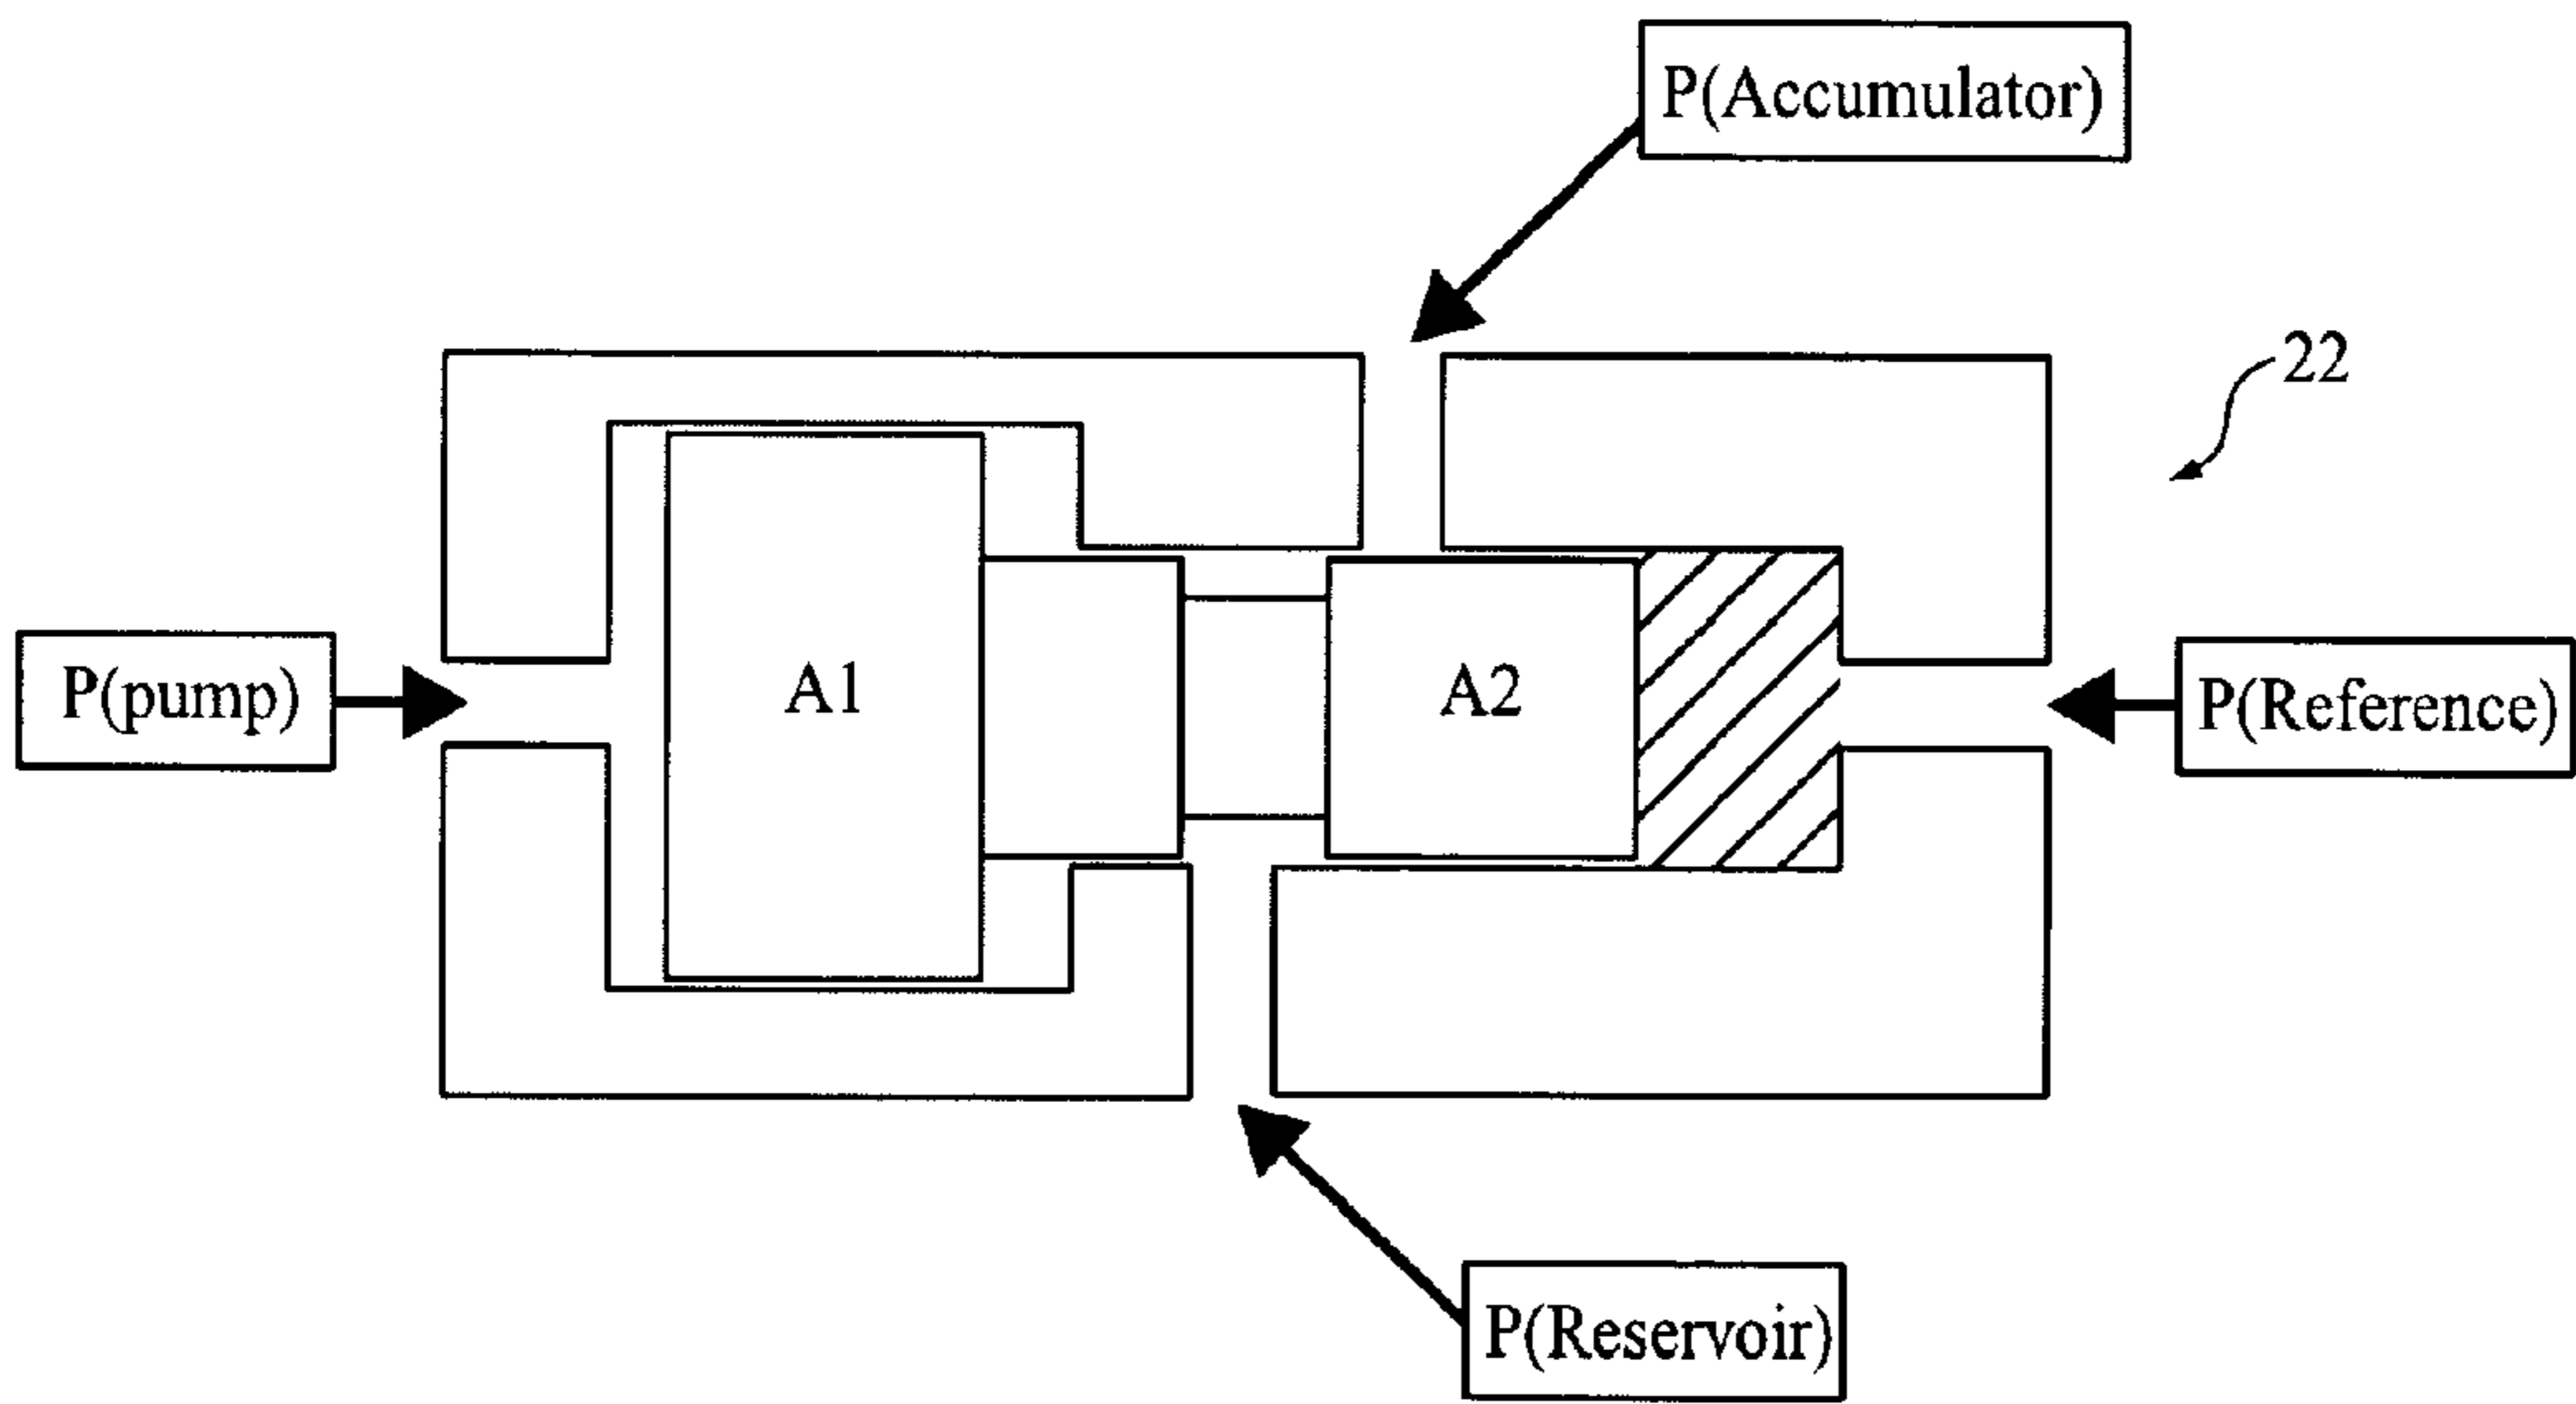 P(Accumulator)
22
A1
A2
P(pump)
P(Reference)
P(Reservoir)